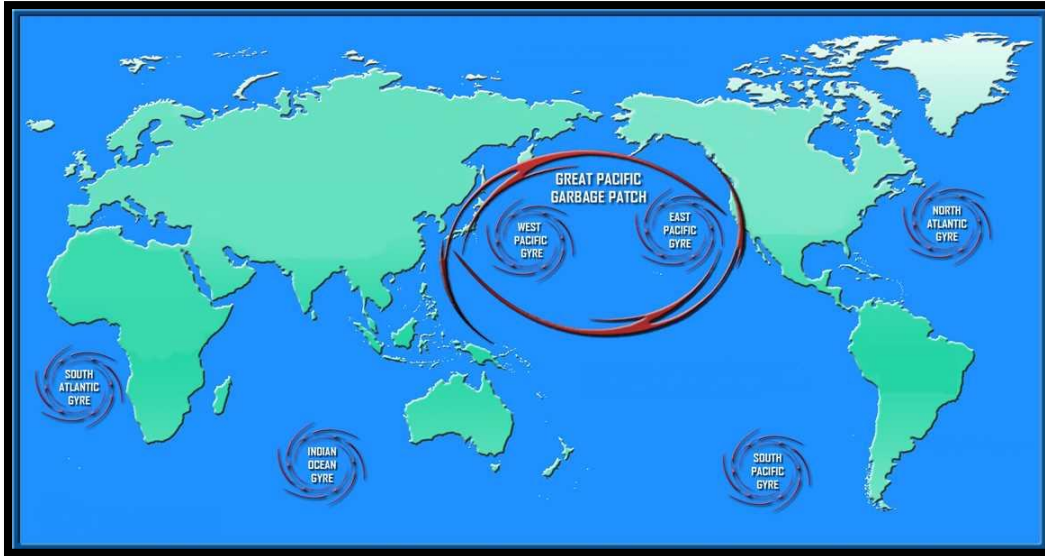 GREAT PACIFIC
GARBAGE PATCH
WEST
PACIFIC
GYRE
EAST
PACIFIC
GYRE
NORTH
ATLANTIC
GYRE
SOUTH
ATLANTIC
GYRE
INDIAN
OCEAN
GYRE
SOUTH
PACIFIC
GYRE